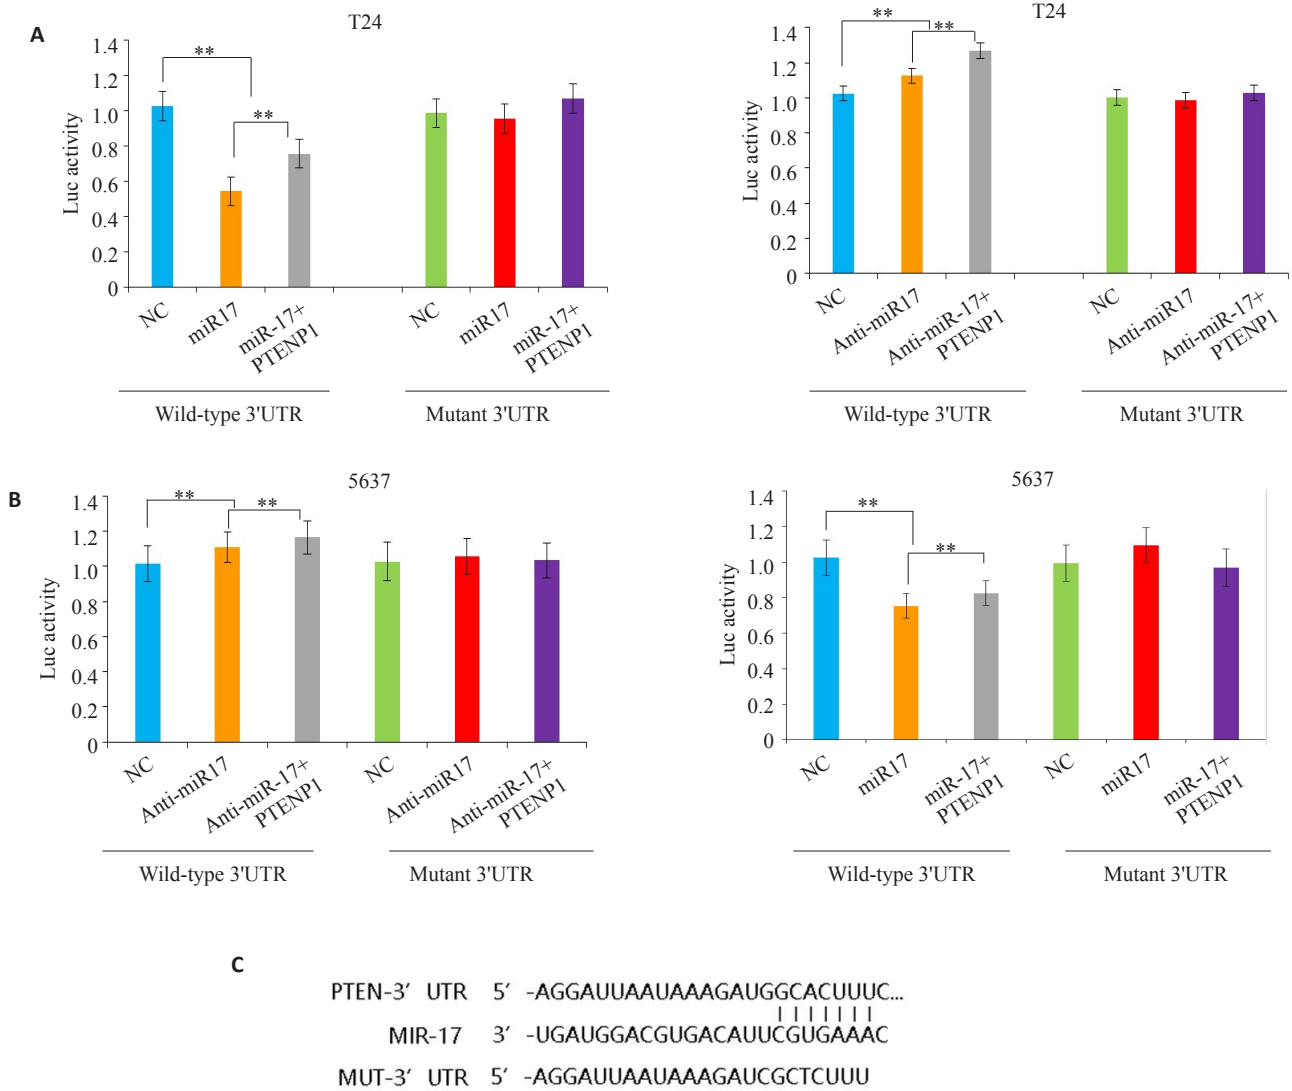 A
T24
1.4
1.2
1.0
0.8
0.6
0.4
0.2
0
Luc activity
**
**
NC
miR17
miR-17+
PTENP1
NC
miR17
miR-17+
PTENP1
Wild-type 3'UTR
Mutant 3'UTR
T24
1.4
1.2
1.0
0.8
0.6
0.4
0.2
0
Luc activity
**
**
NC
Anti-miR17
Anti-miR-17+
PTENP1
NC
Anti-miR17
Anti-miR-17+
PTENP1
Wild-type 3'UTR
Mutant 3'UTR
B
5637
1.4
1.2
1.0
0.8
0.6
0.4
0.2
0
Luc activity
**
**
NC
Anti-miR17
Anti-miR-17+
PTENP1
NC
Anti-miR17
Anti-miR-17+
PTENP1
Wild-type 3'UTR
Mutant 3'UTR
5637
1.4
1.2
1.0
0.8
0.6
0.4
0.2
0
Luc activity
**
**
NC
miR17
miR-17+
PTENP1
NC
miR17
miR-17+
PTENP1
Wild-type 3'UTR
Mutant 3'UTR
C
PTEN-3′ UTR 5′ -AGGAUUAAUAAAGAUGGCACUUUC...
MIR-17 3′ -UGAUGGACGUGACAUUCGUGAAAC
MUT-3′ UTR 5′ -AGGAUUAAUAAAGAUCGCTCUUU